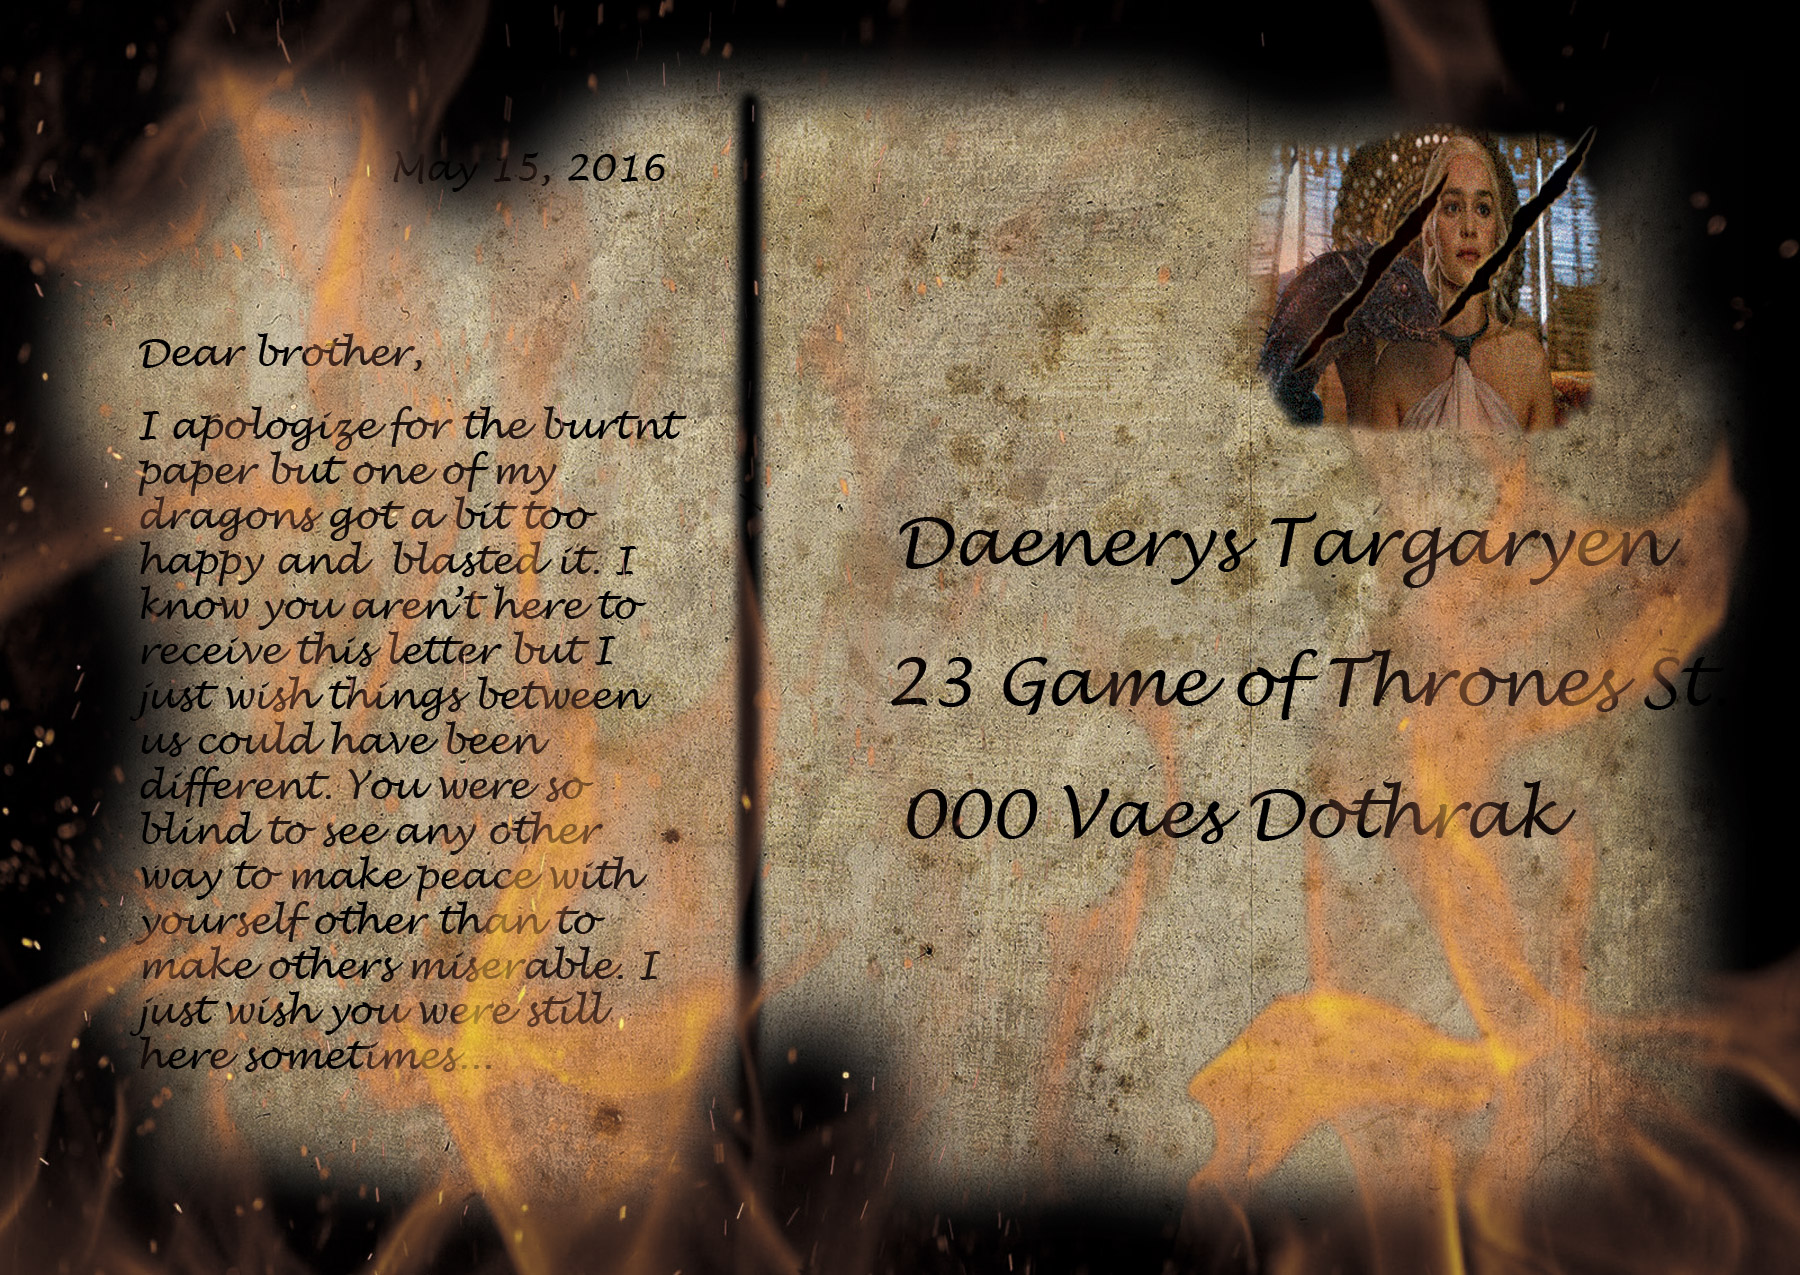 May 15, 2016
Dear brother,
I apologize for the burtnt
paper but one of my
dragons got a bit too
happy and blasted it. I
know you aren't here to
receive this letter but I
just wish things between
us could have been
different. You were so
blind to see any other
way to make peace with
yourself other than to
make others miserable. I
just wish you were still
here sometimes...
Daenerys Targaryen
23 Game of Thrones St.
000 Vaes Dothrak